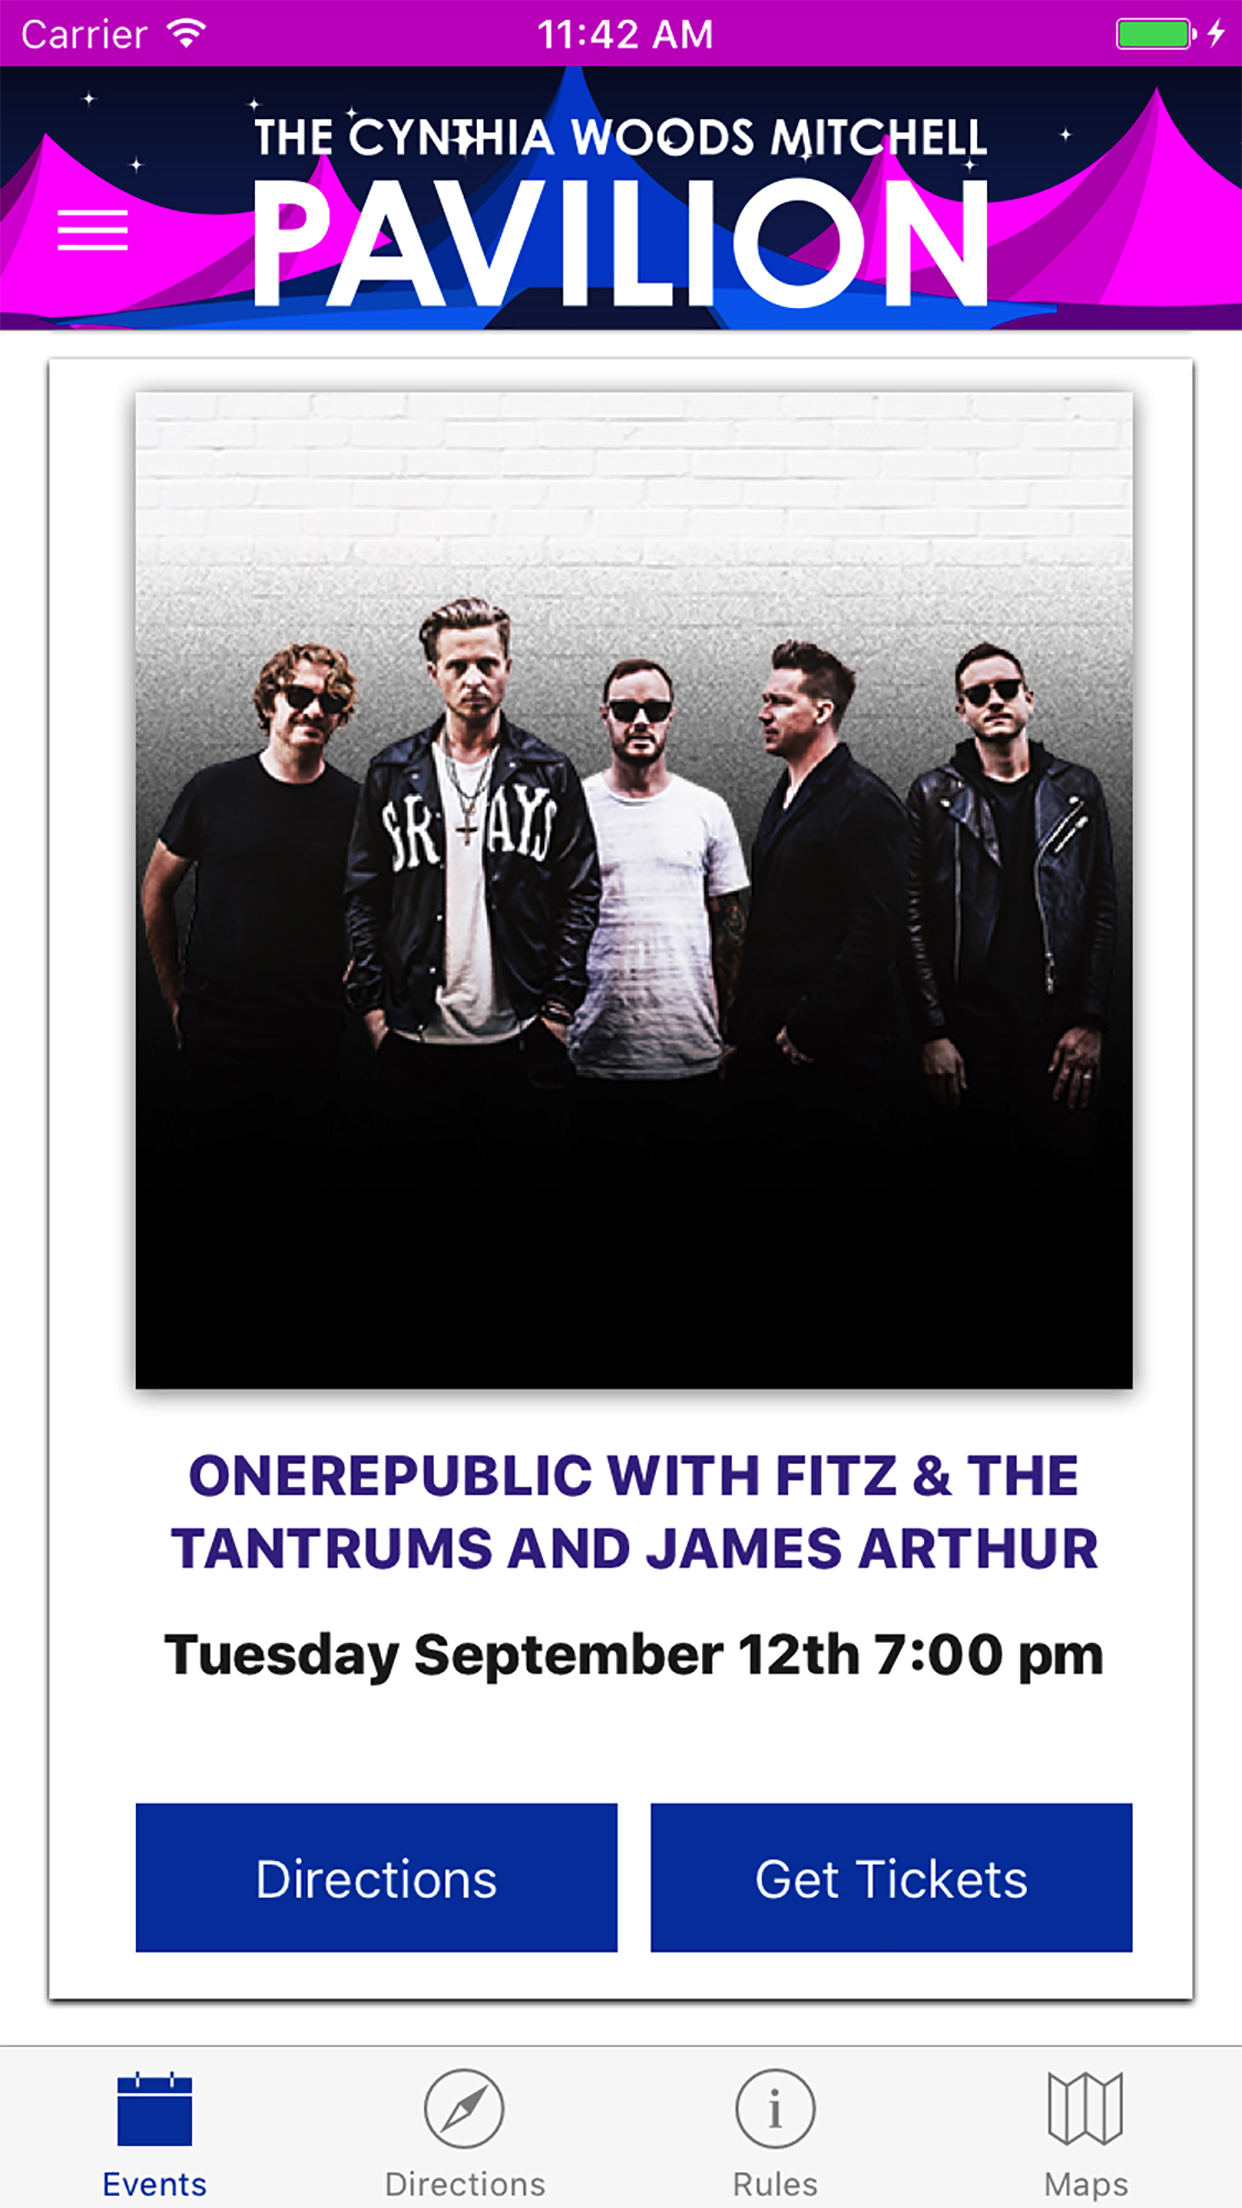 Carrier 11:42 AM
THE CYNTHIA WOODS MITCHELL
PAVILION
ONEREPUBLIC WITH FITZ & THE
TANTRUMS AND JAMES ARTHUR
Tuesday September 12th 7:00 pm
Directions Get Tickets
Events Directions Rules Maps